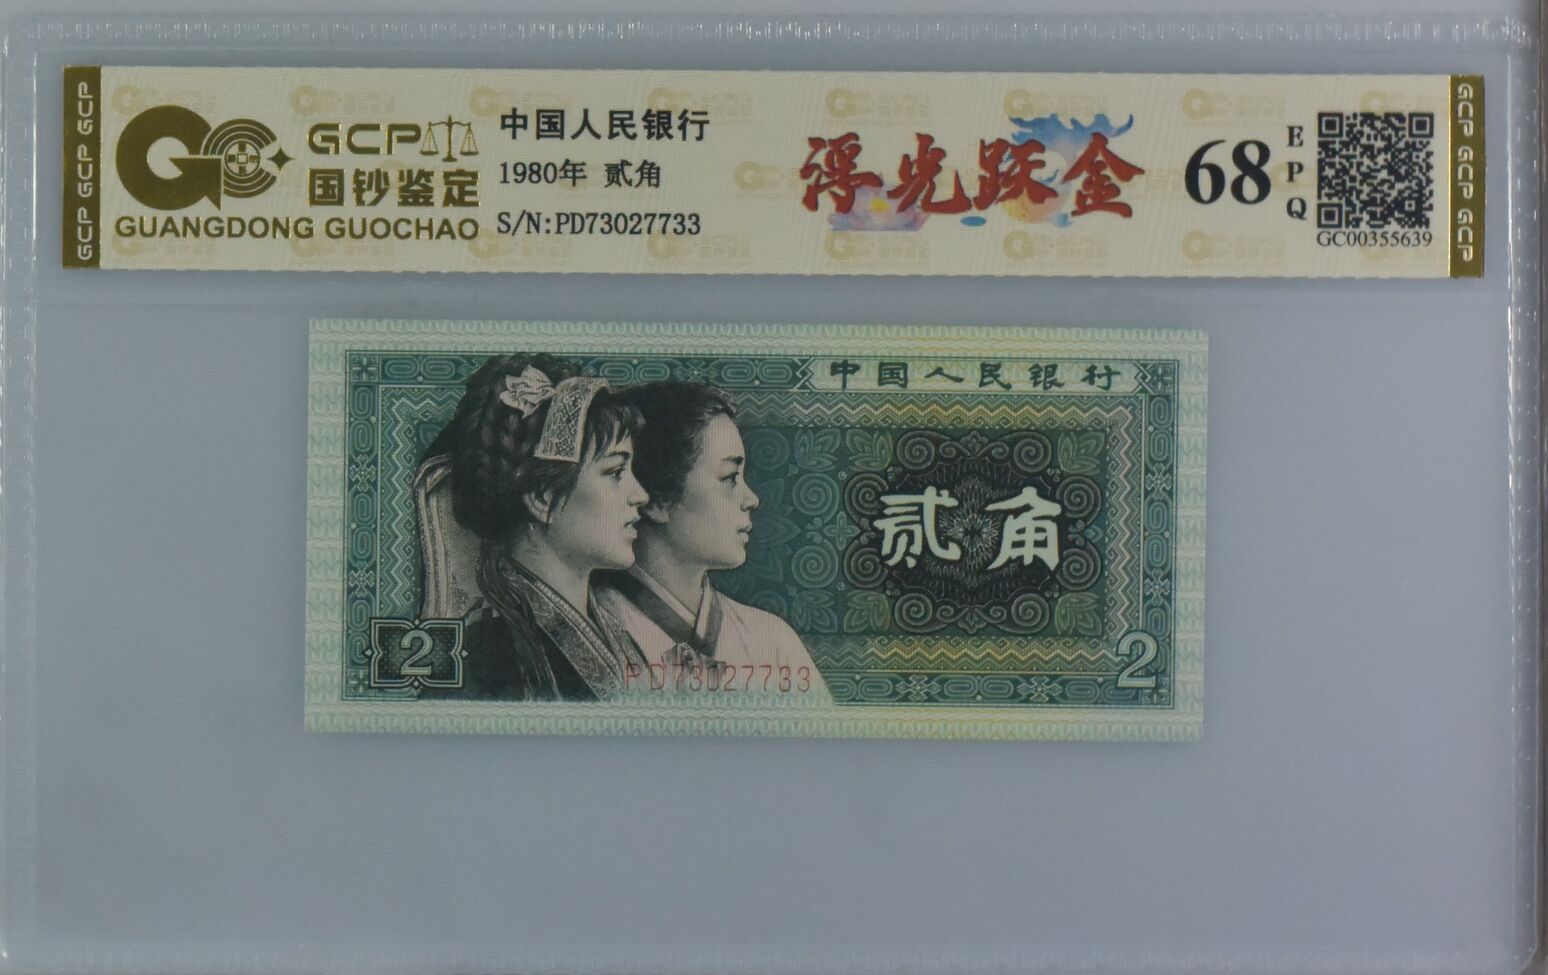 GCP GCP GCP
GCP
国钞鉴定
GUANGDONG GUOCHAO
中国人民银行
1980年 贰角
S/N:PD73027733
浮光跃金
68
EPQ
GC00355639
GCP GCP GCP
中国人民银行
贰角
2
2
PD73027733